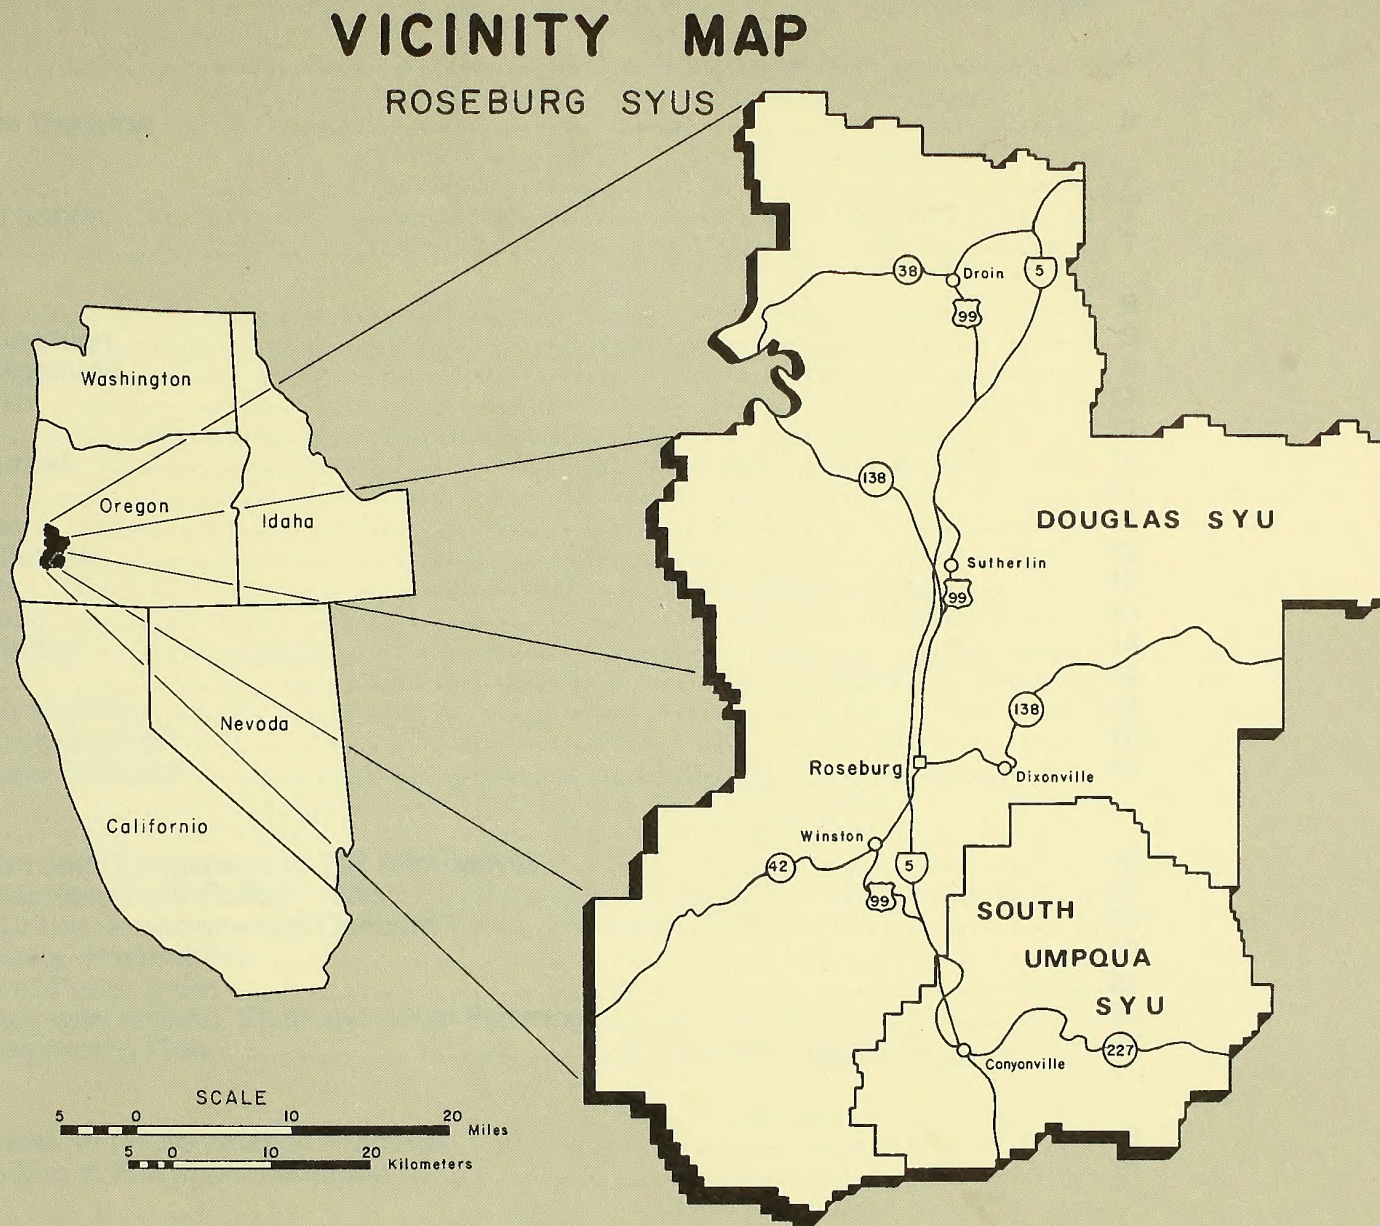 VICINITY MAP
ROSEBURG SYUS
38
Droin
5
99
Washington
138
Oregon
Idaho
DOUGLAS SYU
Sutherlin
99
138
Nevada
Roseburg
Dixonville
Californio
Winston
42
5
99
SOUTH
UMPQUA
SYU
227
Conyonville
SCALE
5 0 10 20
Miles
5 0 10 20
Kilometers